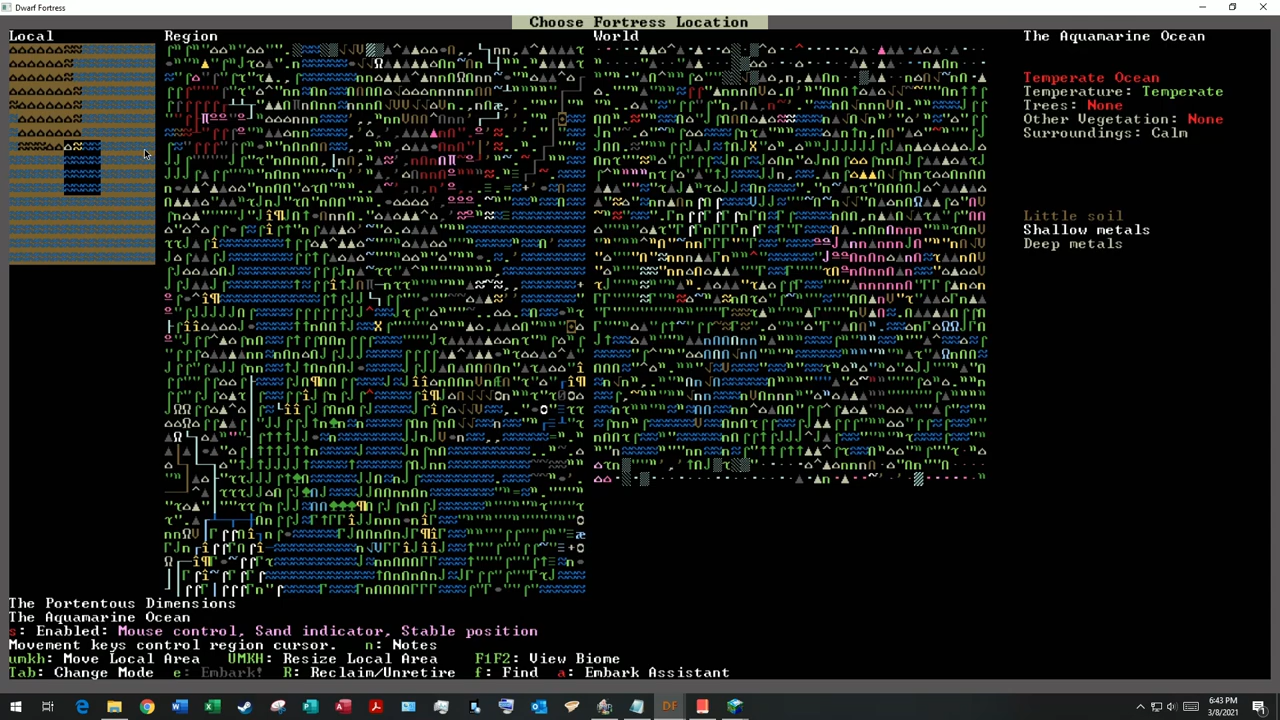 Dwarf Fortress
Choose Fortress Location
Local
Region
World
The Aquamarine Ocean
Temperate Ocean
Temperature: Temperate
Trees: None
Other Vegetation: None
Surroundings: Calm
Little soil
Shallow metals
Deep metals
The Portentous Dimensions
The Aquamarine Ocean
s: Enabled: Mouse control, Sand indicator, Stable position
Movement keys control region cursor. n: Notes
umkh: Move Local Area UMKH: Resize Local Area F1F2: View Biome
Tab: Change Mode e: Embark! R: Reclaim/Unretire f: Find a: Embark Assistant
6:43 PM
3/8/2021